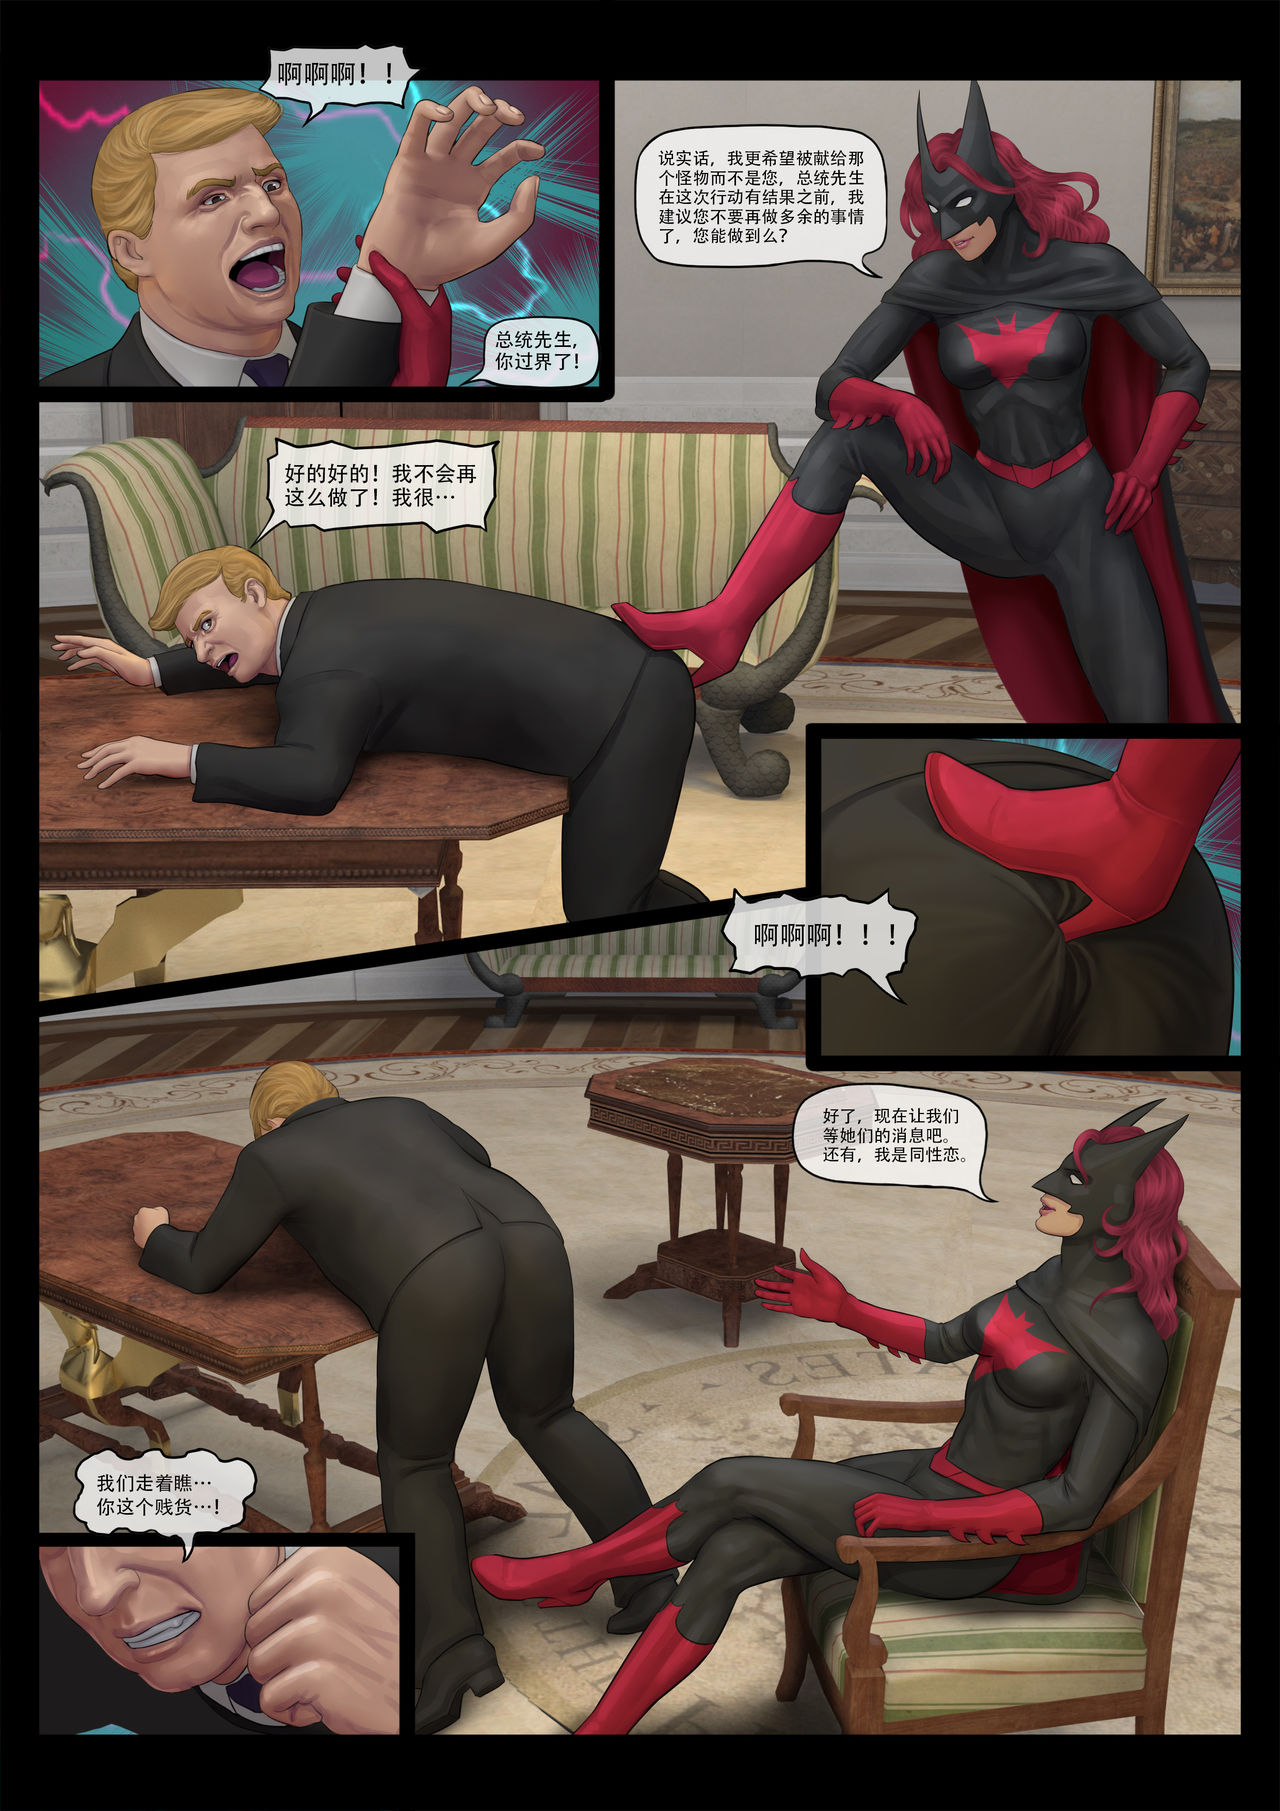 啊啊啊！！
总统先生，
你过界了！
说实话，我更希望被献给那
个怪物而不是您，总统先生
在这次行动有结果之前，我
建议您不要再做多余的事情
了，您能做到么？
好的好的！我不会再
这么做了！我很…
啊啊啊！！！
好了，现在让我们
等她们的消息吧。
还有，我是同性恋。
我们走着瞧…
你这个贱货…！